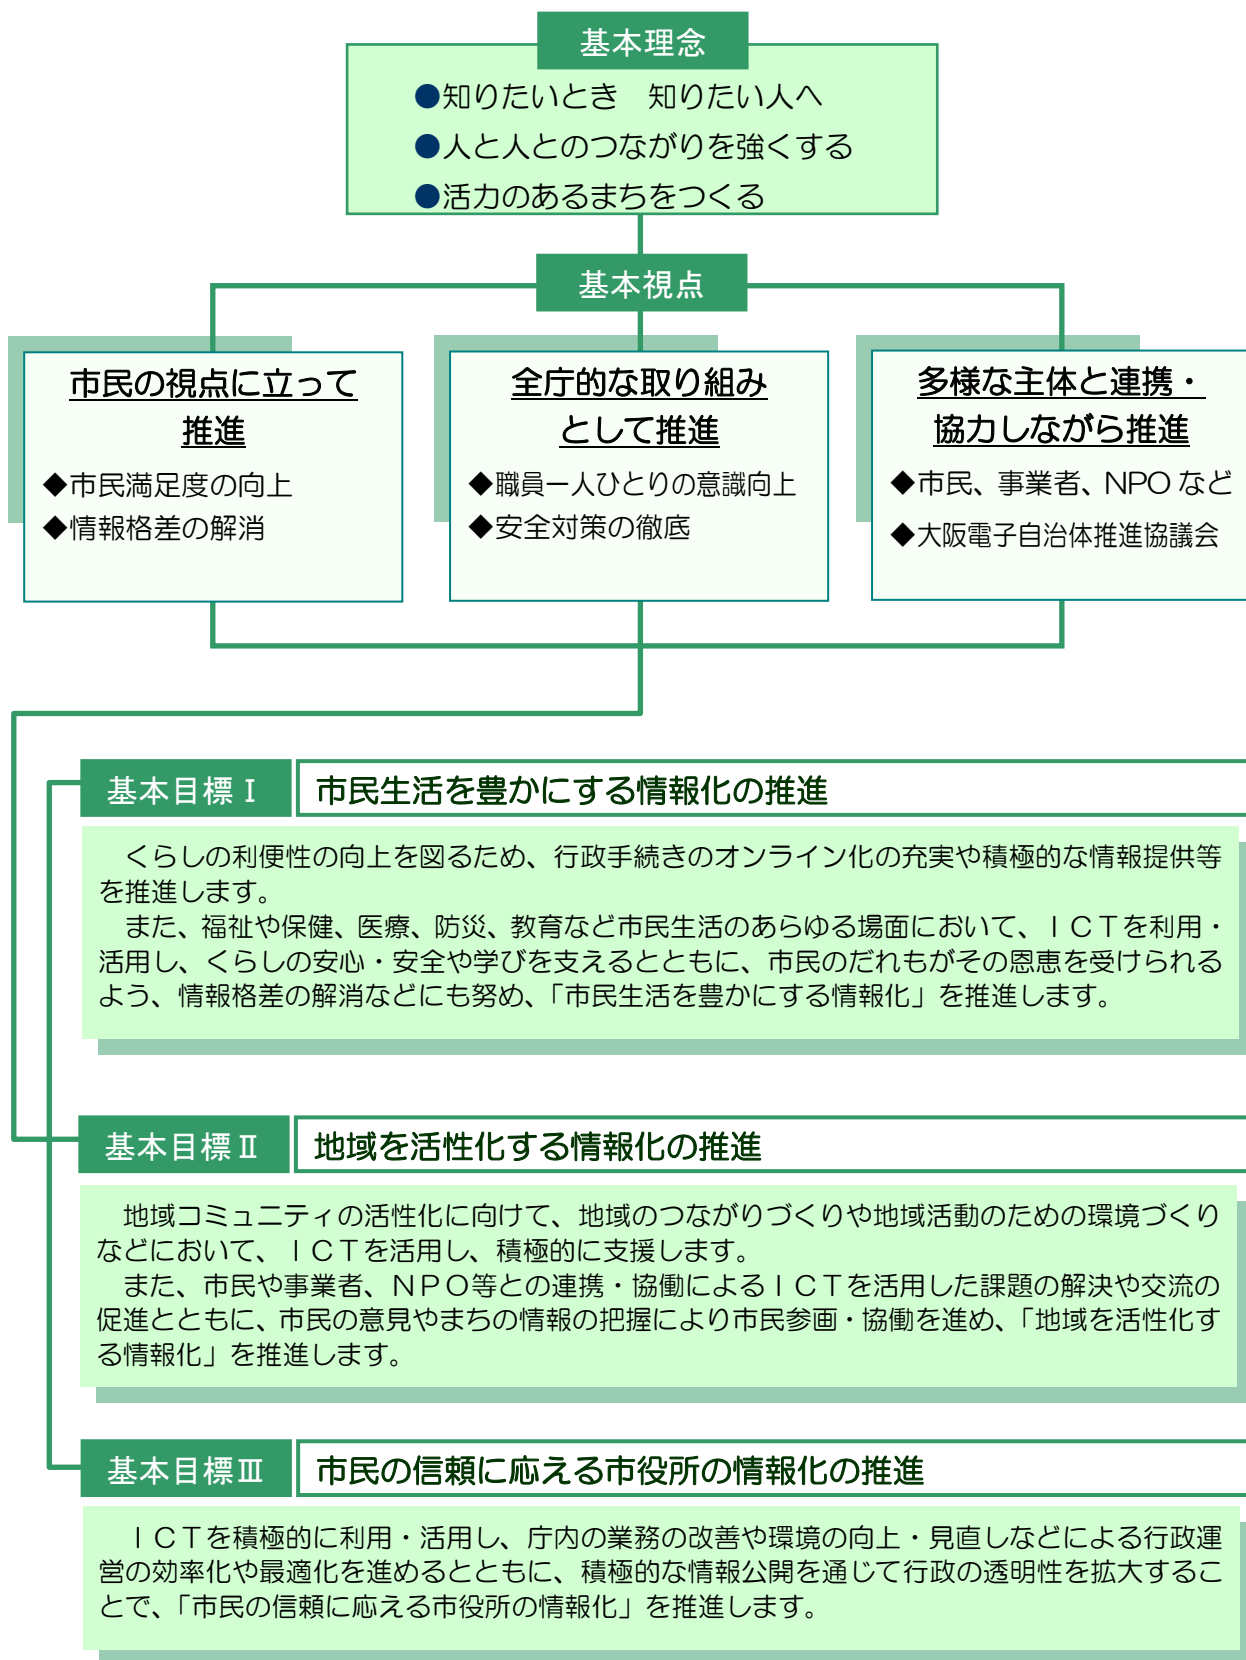 基本理念
●知りたいとき　知りたい人へ
●人と人とのつながりを強くする
●活力のあるまちをつくる
基本視点
市民の視点に立って
推進
◆市民満足度の向上
◆情報格差の解消
全庁的な取り組み
として推進
◆職員一人ひとりの意識向上
◆安全対策の徹底
多様な主体と連携・
協力しながら推進
◆市民、事業者、NPO など
◆大阪電子自治体推進協議会
基本目標Ⅰ
市民生活を豊かにする情報化の推進
　くらしの利便性の向上を図るため、行政手続きのオンライン化の充実や積極的な情報提供等
を推進します。
　また、福祉や保健、医療、防災、教育など市民生活のあらゆる場面において、ＩＣＴを利用・
活用し、くらしの安心・安全や学びを支えるとともに、市民のだれもがその恩恵を受けられる
よう、情報格差の解消などにも努め、「市民生活を豊かにする情報化」を推進します。
基本目標Ⅱ
地域を活性化する情報化の推進
　地域コミュニティの活性化に向けて、地域のつながりづくりや地域活動のための環境づくり
などにおいて、ＩＣＴを活用し、積極的に支援します。
　また、市民や事業者、ＮＰＯ等との連携・協働によるＩＣＴを活用した課題の解決や交流の
促進とともに、市民の意見やまちの情報の把握により市民参画・協働を進め、「地域を活性化す
る情報化」を推進します。
基本目標Ⅲ
市民の信頼に応える市役所の情報化の推進
　ＩＣＴを積極的に利用・活用し、庁内の業務の改善や環境の向上・見直しなどによる行政運
営の効率化や最適化を進めるとともに、積極的な情報公開を通じて行政の透明性を拡大するこ
とで、「市民の信頼に応える市役所の情報化」を推進します。